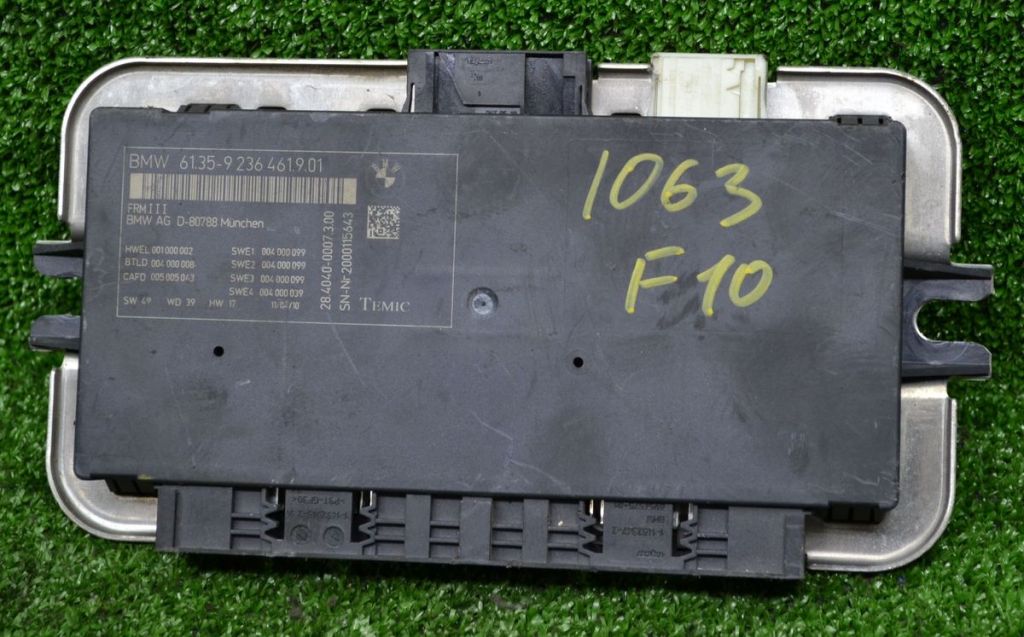 BMW 61.35-9 236 461.9.01
FRMIII
BMW AG D-80788 München
HWEL 001 000 002
BTLD 004 000 008
CAFD 005 005 043
SWE1 004 000 099
SWE2 004 000 099
SWE3 004 000 099
SWE4 004 000 039
SW 49 WD 39 HW 17
28.4040-0007.3.00
SN-Nr.2000115643
TEMIC
1063
F10